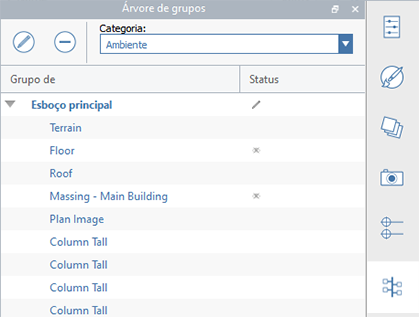 Árvore de grupos
Categoria:
Ambiente
Grupo de Status
Esboço principal
Terrain
Floor
Roof
Massing - Main Building
Plan Image
Column Tall
Column Tall
Column Tall
Column Tall